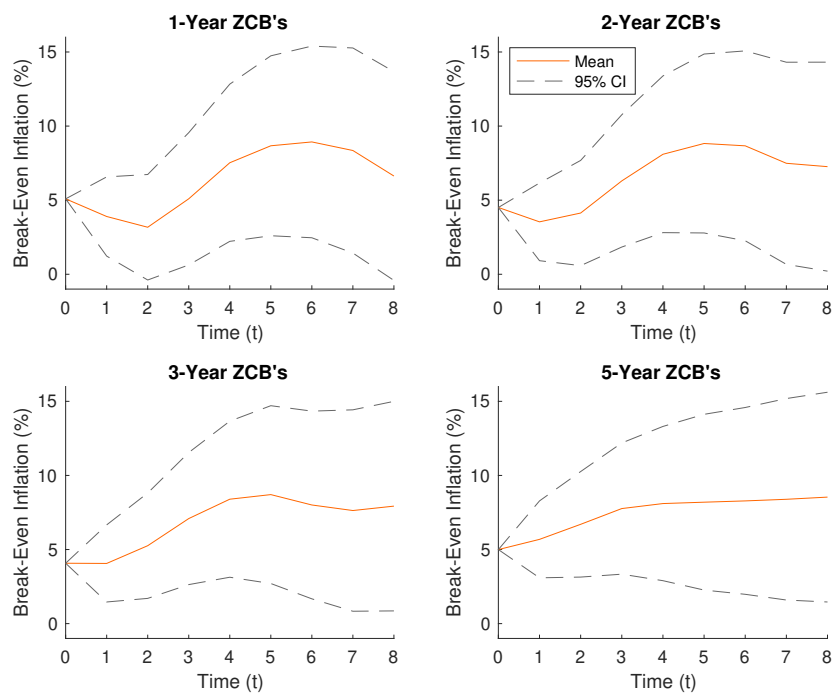 1-Year ZCB's
Break-Even Inflation (%)
15
10
5
0
0 1 2 3 4 5 6 7 8
Time (t)
2-Year ZCB's
Break-Even Inflation (%)
15
10
5
0
Mean
95% CI
0 1 2 3 4 5 6 7 8
Time (t)
3-Year ZCB's
Break-Even Inflation (%)
15
10
5
0
0 1 2 3 4 5 6 7 8
Time (t)
5-Year ZCB's
Break-Even Inflation (%)
15
10
5
0
0 1 2 3 4 5 6 7 8
Time (t)